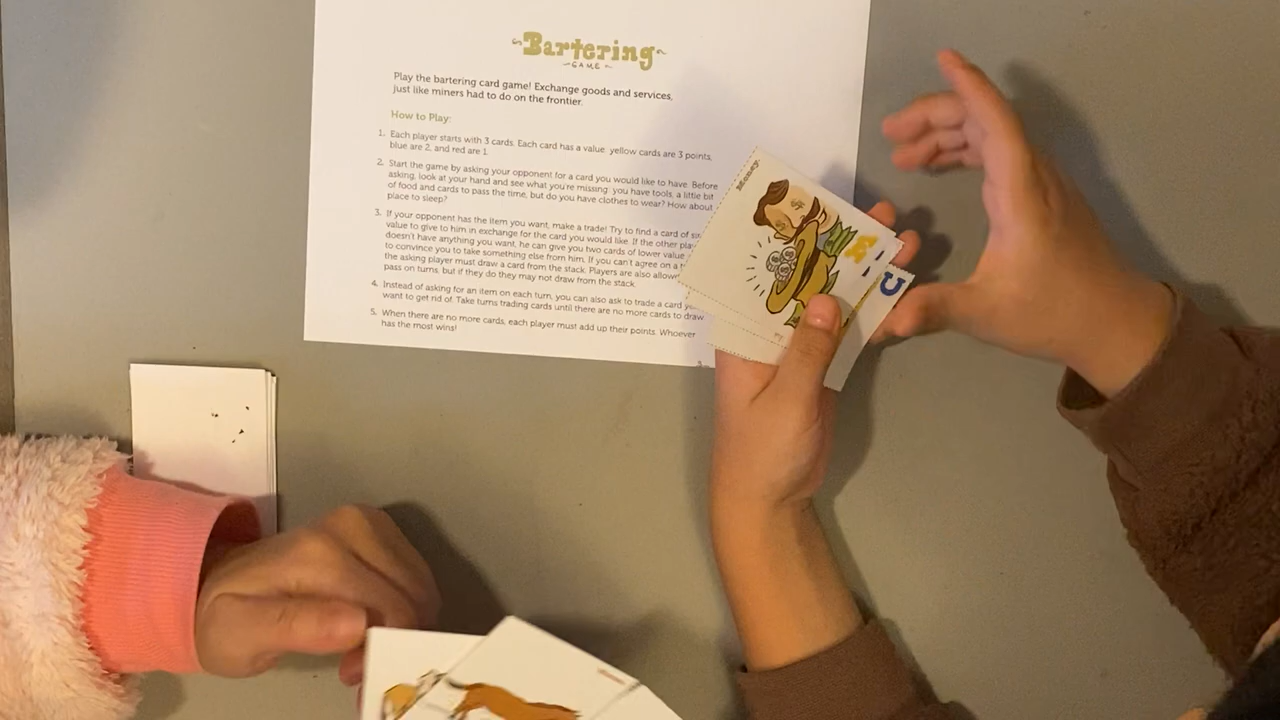 Bartering
GAME
Play the bartering card game! Exchange goods and services,
just like miners had to do on the frontier.
How to Play:
1. Each player starts with 3 cards. Each card has a value: yellow cards are 3 points,
blue are 2, and red are 1.
2. Start the game by asking your opponent for a card you would like to have. Before
asking, look at your hand and see what you're missing: you have tools, a little bit
of food and cards to pass the time, but do you have clothes to wear? How about
place to sleep?
3. If your opponent has the item you want, make a trade! Try to find a card of
value to give to him in exchange for the card you would like. If the other
doesn't have anything you want, he can give you two cards of lower value
to convince you to take something else from him. If you can't agree on a
the asking player must draw a card from the stack. Players are also
pass on turns, but if they do they may not draw from the stack.
4. Instead of asking for an item on each turn, you can also ask to trade a card
want to get rid of. Take turns trading cards until there are no more cards to draw
5. When there are no more cards, each player must add up their points. Whoever
has the most wins!
Money